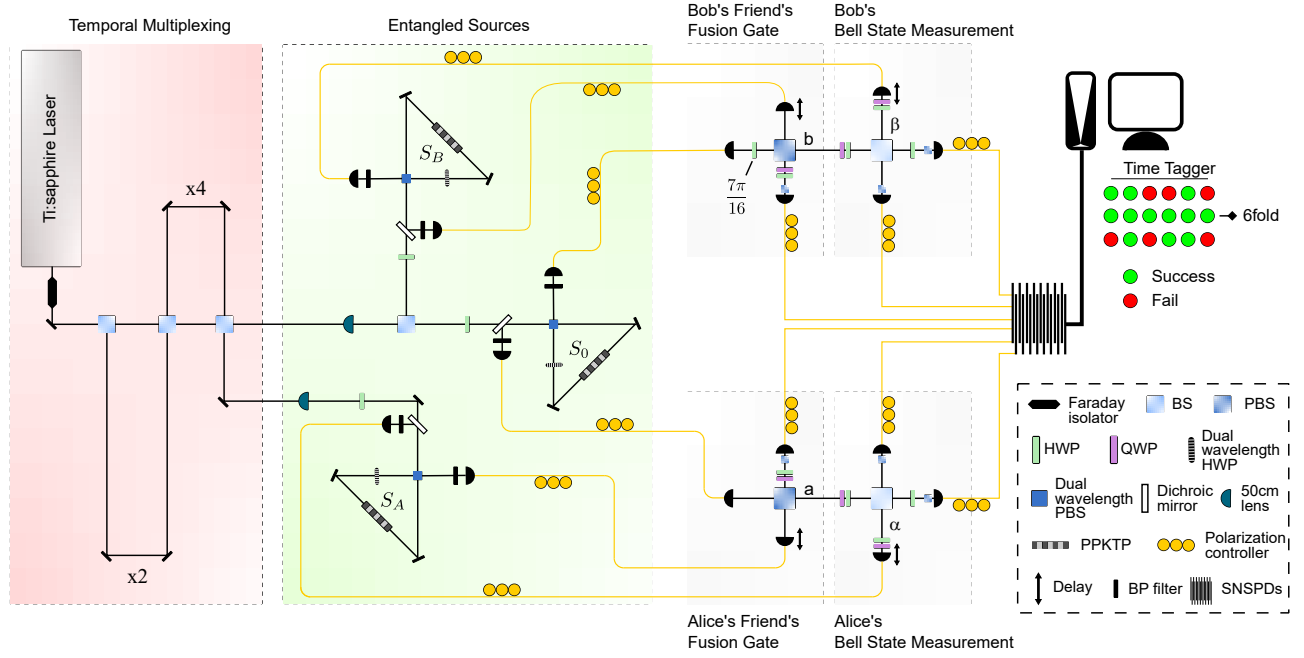 Temporal Multiplexing
Entangled Sources
Bob's Friend's
Fusion Gate
Bob's
Bell State Measurement
Ti:sapphire Laser
x4
x2
S_B
S_0
S_A
b
β
7π
16
a
α
Time Tagger
6fold
Success
Fail
Alice's Friend's
Fusion Gate
Alice's
Bell State Measurement
Faraday
isolator
BS
PBS
HWP
QWP
Dual
wavelength
HWP
Dual
wavelength
PBS
Dichroic
mirror
50cm
lens
PPKTP
Polarization
controller
Delay
BP filter
SNSPDs